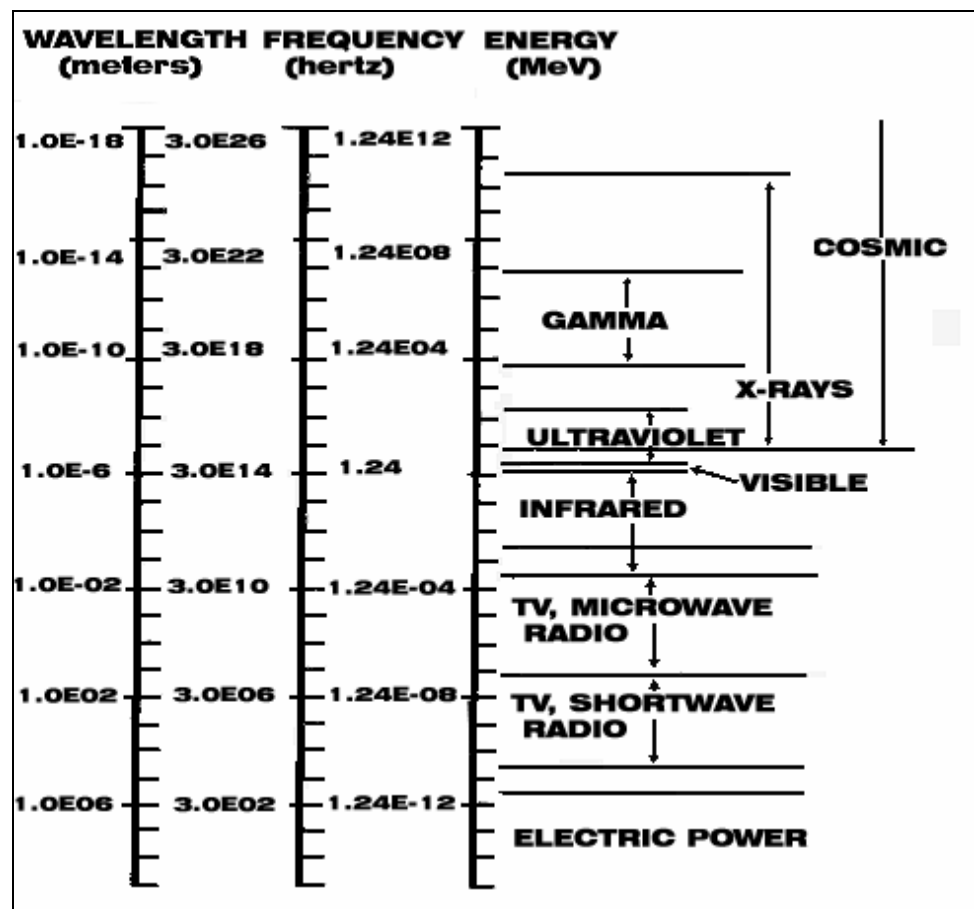 WAVELENGTH FREQUENCY ENERGY
(meters) (hertz) (MeV)
1.0E-18 3.0E26 1.24E12
COSMIC
1.0E-14 3.0E22 1.24E08
GAMMA
1.0E-10 3.0E18 1.24E04
X-RAYS
ULTRAVIOLET
1.0E-6 3.0E14 1.24
VISIBLE
INFRARED
1.0E-02 3.0E10 1.24E-04
TV, MICROWAVE
RADIO
1.0E02 3.0E06 1.24E-08
TV, SHORTWAVE
RADIO
1.0E06 3.0E02 1.24E-12
ELECTRIC POWER